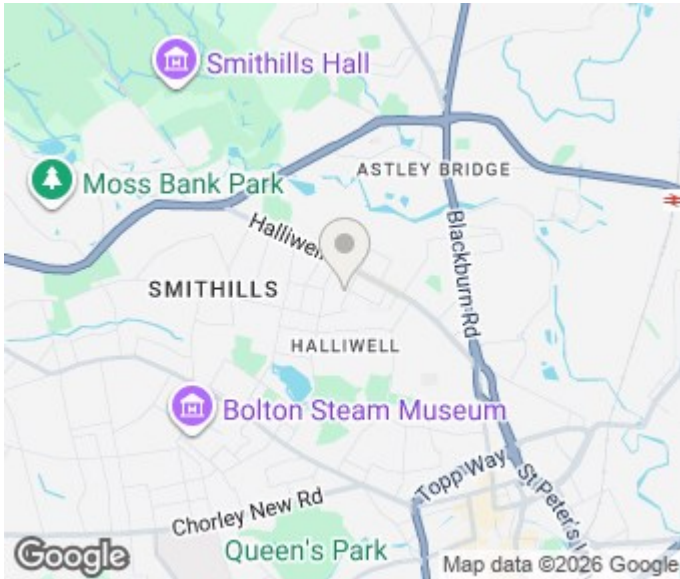 Smithills Hall
ASTLEY BRIDGE
Moss Bank Park
Halliwell
Blackburn Rd
SMITHILLS
HALLIWELL
Bolton Steam Museum
Topp Way
St Peter's
Chorley New Rd
Queen's Park
Google
Map data ©2026 Google